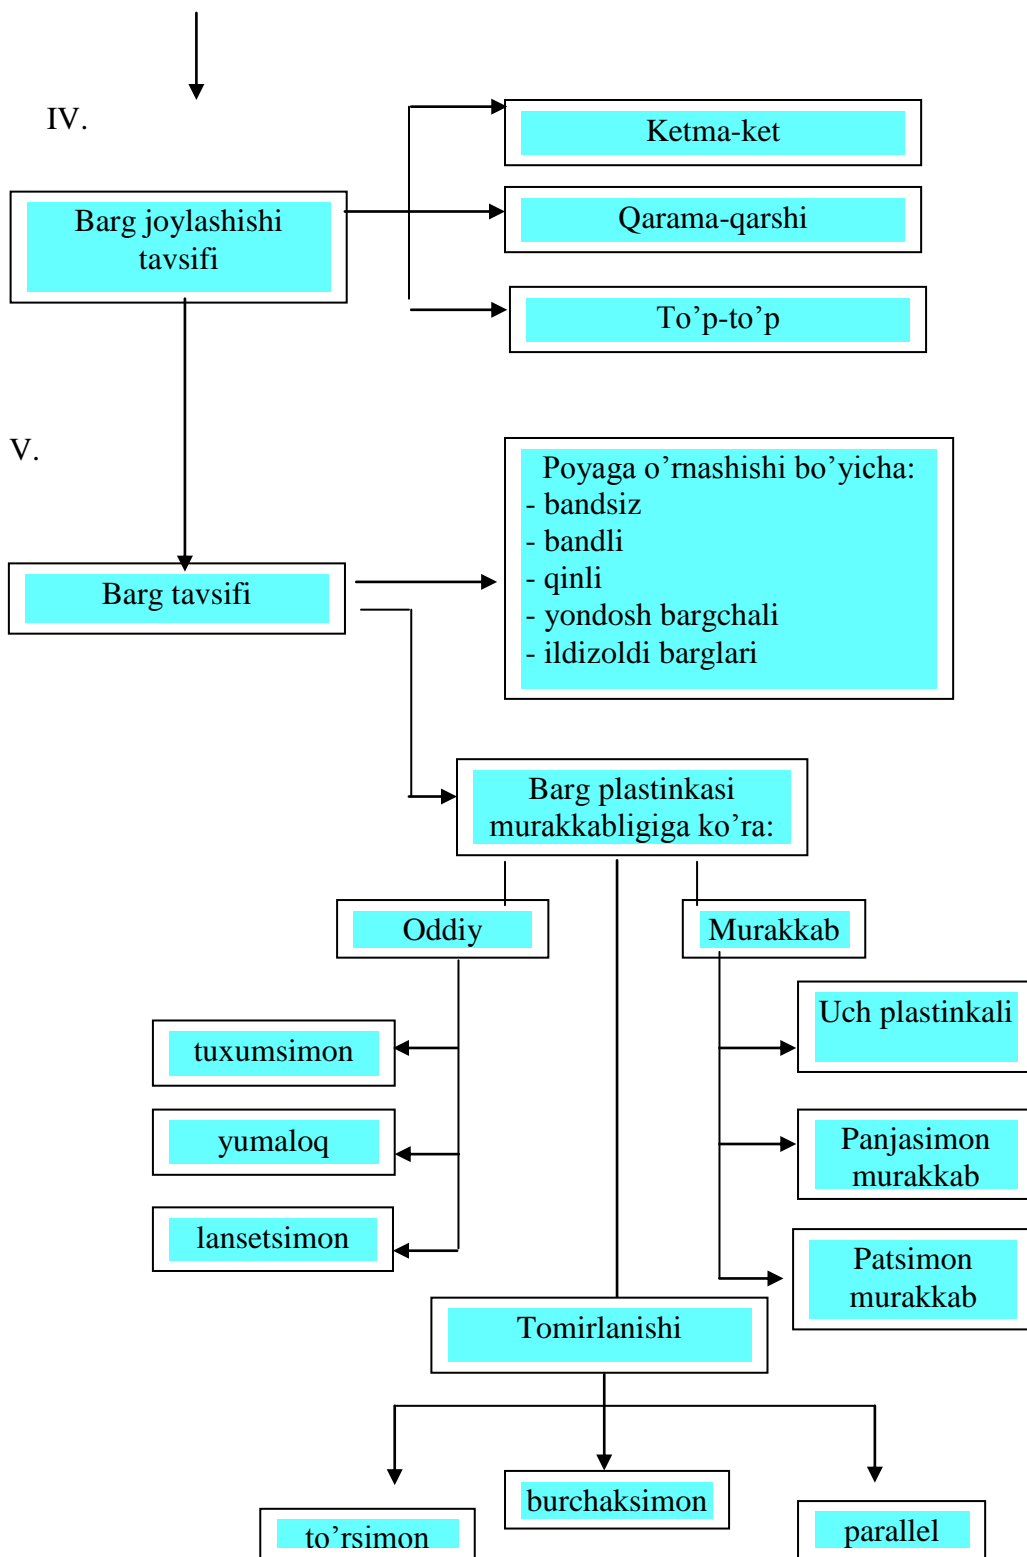 IV.
Ketma-ket
Barg joylashishi
tavsifi
Qarama-qarshi
To’p-to’p
V.
Poyaga o’rnashishi bo’yicha:
- bandsiz
- bandli
- qinli
- yondosh bargchali
- ildizoldi barglari
Barg tavsifi
Barg plastinkasi
murakkabligiga ko’ra:
Oddiy
Murakkab
Uch plastinkali
tuxumsimon
yumaloq
Panjasimon
murakkab
lansetsimon
Patsimon
murakkab
Tomirlanishi
burchaksimon
to’rsimon
parallel